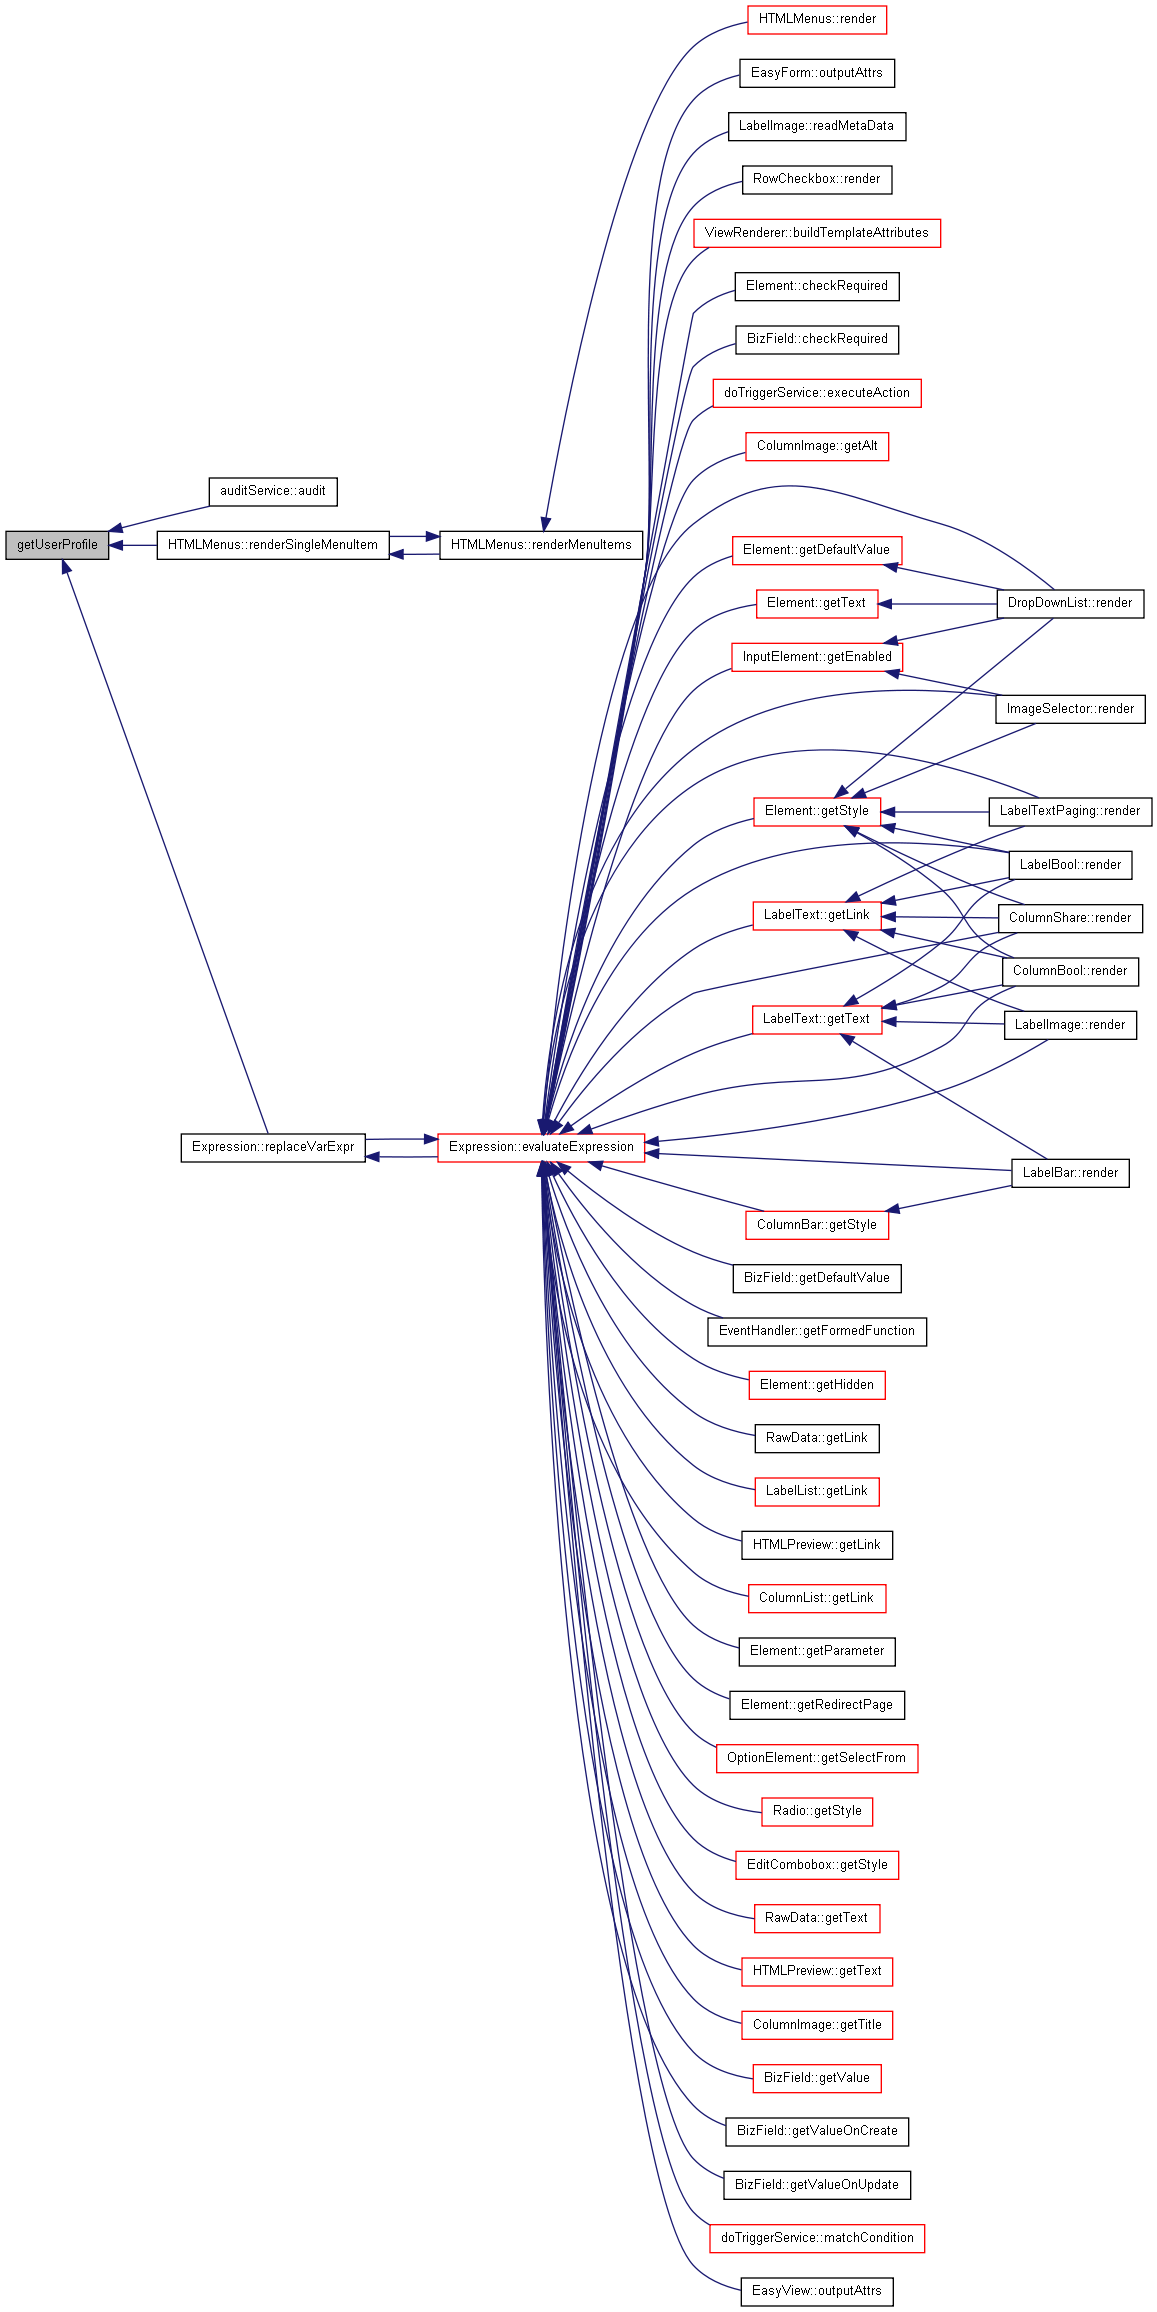 HTMLMenus::render
EasyForm::outputAttrs
LabelImage::readMetaData
RowCheckbox::render
ViewRenderer::buildTemplateAttributes
Element::checkRequired
BizField::checkRequired
doTriggerService::executeAction
ColumnImage::getAlt
auditService::audit
getUserProfile
HTMLMenus::renderSingleMenuItem
HTMLMenus::renderMenuItems
Element::getDefaultValue
Element::getText
DropDownList::render
InputElement::getEnabled
ImageSelector::render
Element::getStyle
LabelTextPaging::render
LabelBool::render
LabelText::getLink
ColumnShare::render
ColumnBool::render
LabelText::getText
LabelImage::render
Expression::replaceVarExpr
Expression::evaluateExpression
LabelBar::render
ColumnBar::getStyle
BizField::getDefaultValue
EventHandler::getFormedFunction
Element::getHidden
RawData::getLink
LabelList::getLink
HTMLPreview::getLink
ColumnList::getLink
Element::getParameter
Element::getRedirectPage
OptionElement::getSelectFrom
Radio::getStyle
EditCombobox::getStyle
RawData::getText
HTMLPreview::getText
ColumnImage::getTitle
BizField::getValue
BizField::getValueOnCreate
BizField::getValueOnUpdate
doTriggerService::matchCondition
EasyView::outputAttrs